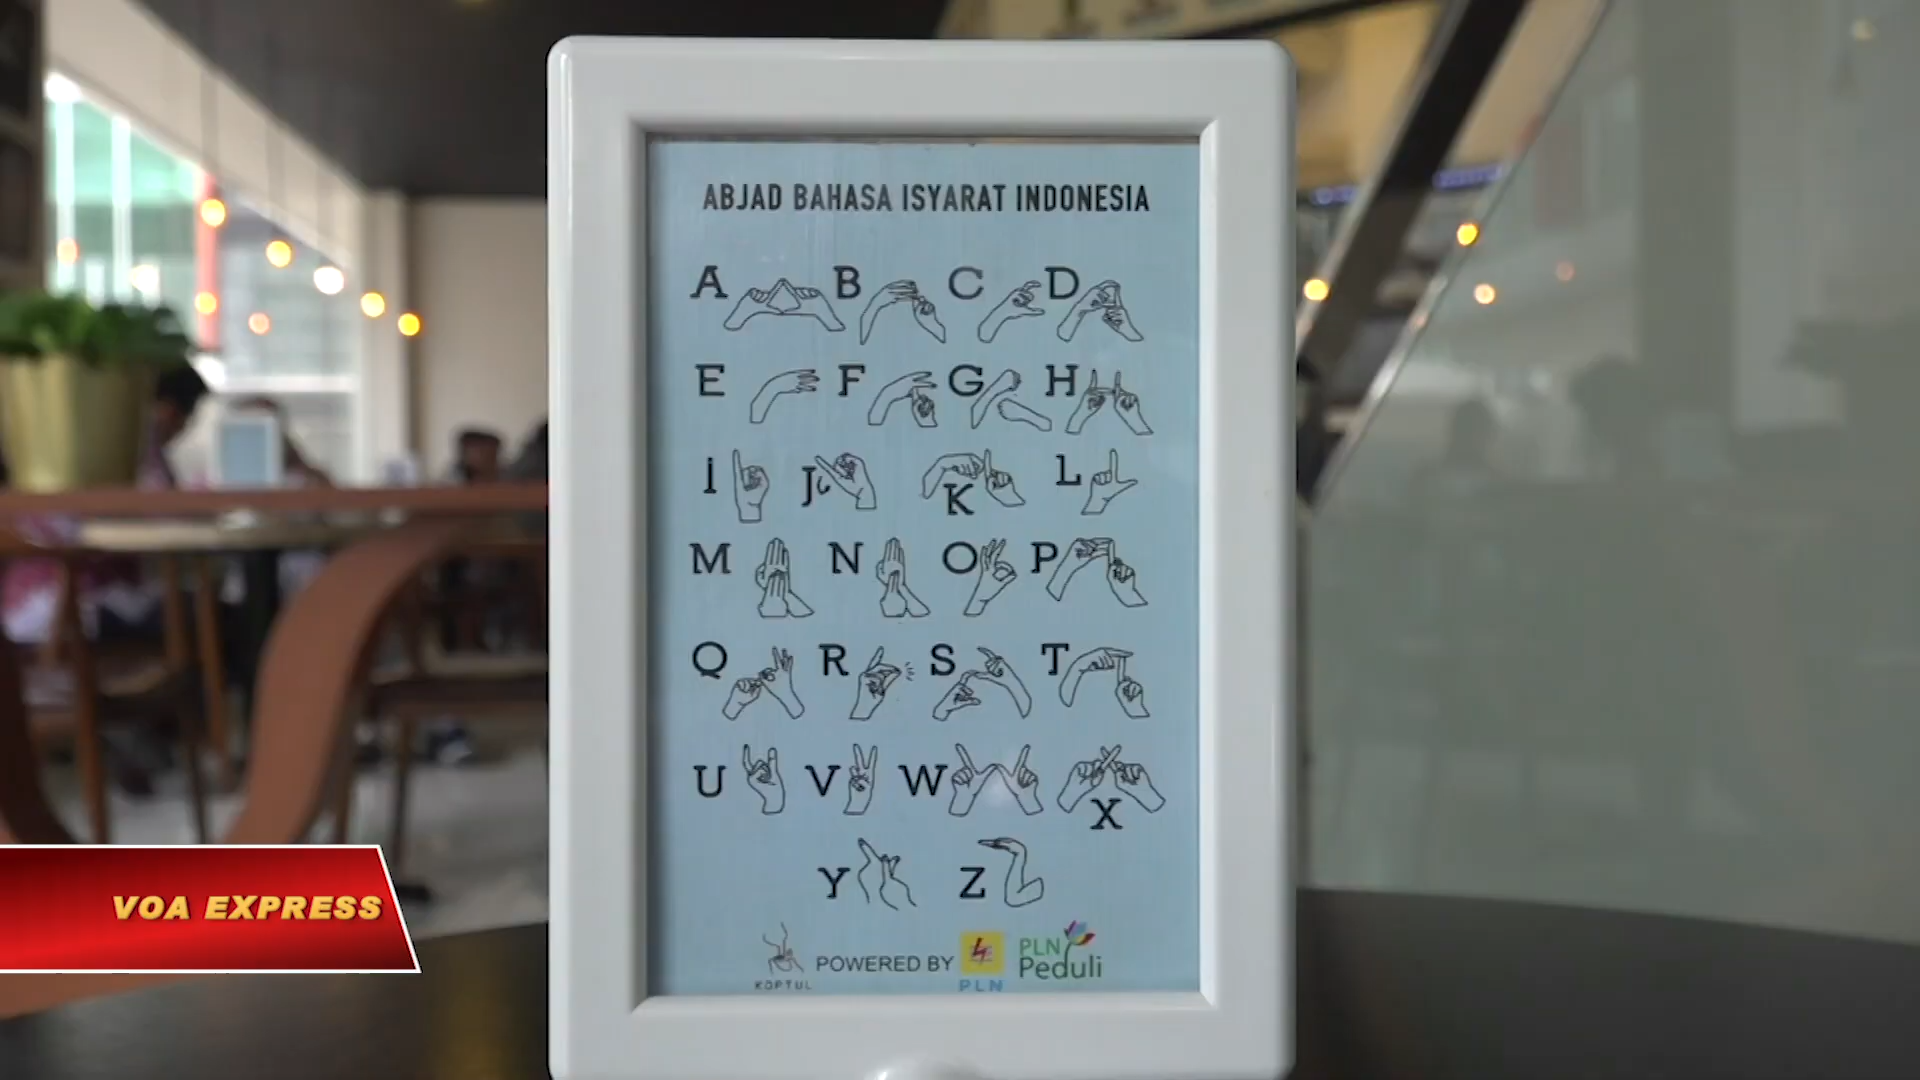 ABJAD BAHASA ISYARAT INDONESIA
A B C D
E F G H
I J K L
M N O P
Q R S T
U V W X
Y Z
KOPTUL POWERED BY PLN PLN Peduli
VOA EXPRESS